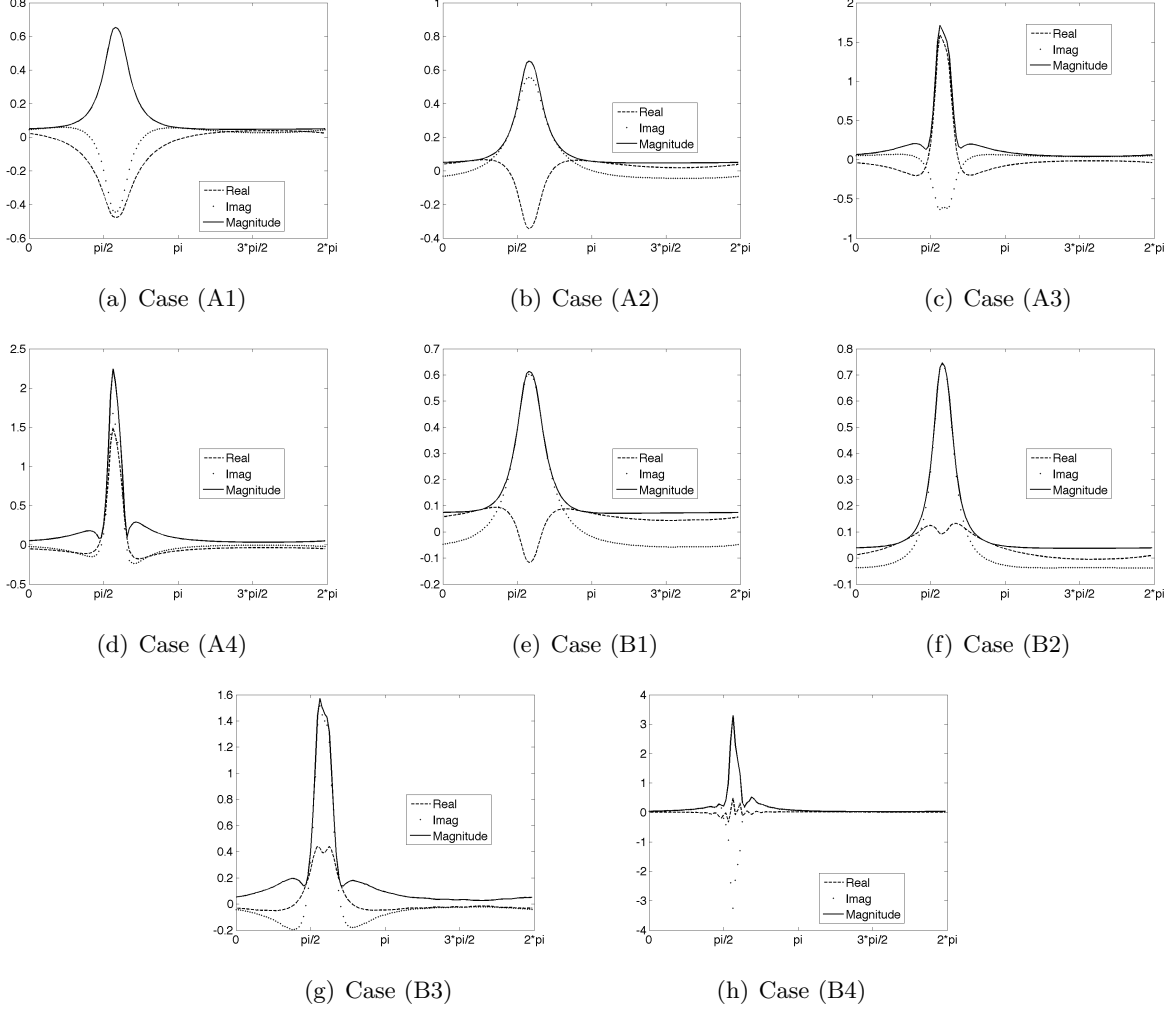 0.8
0.6
0.4
0.2
0
-0.2
-0.4
-0.6
0 pi/2 pi 3*pi/2 2*pi
Real
Imag
Magnitude
(a) Case (A1)
0.8
0.6
0.4
0.2
0
-0.2
-0.4
0 pi/2 pi 3*pi/2 2*pi
Real
Imag
Magnitude
(b) Case (A2)
2
1.5
1
0.5
0
-0.5
-1
0 pi/2 pi 3*pi/2 2*pi
Real
Imag
Magnitude
(c) Case (A3)
2.5
2
1.5
1
0.5
0
-0.5
0 pi/2 pi 3*pi/2 2*pi
Real
Imag
Magnitude
(d) Case (A4)
0.7
0.6
0.5
0.4
0.3
0.2
0.1
0
-0.1
-0.2
0 pi/2 pi 3*pi/2 2*pi
Real
Imag
Magnitude
(e) Case (B1)
0.8
0.7
0.6
0.5
0.4
0.3
0.2
0.1
0
-0.1
0 pi/2 pi 3*pi/2 2*pi
Real
Imag
Magnitude
(f) Case (B2)
1.6
1.4
1.2
1
0.8
0.6
0.4
0.2
0
-0.2
0 pi/2 pi 3*pi/2 2*pi
Real
Imag
Magnitude
(g) Case (B3)
4
3
2
1
0
-1
-2
-3
-4
0 pi/2 pi 3*pi/2 2*pi
Real
Imag
Magnitude
(h) Case (B4)